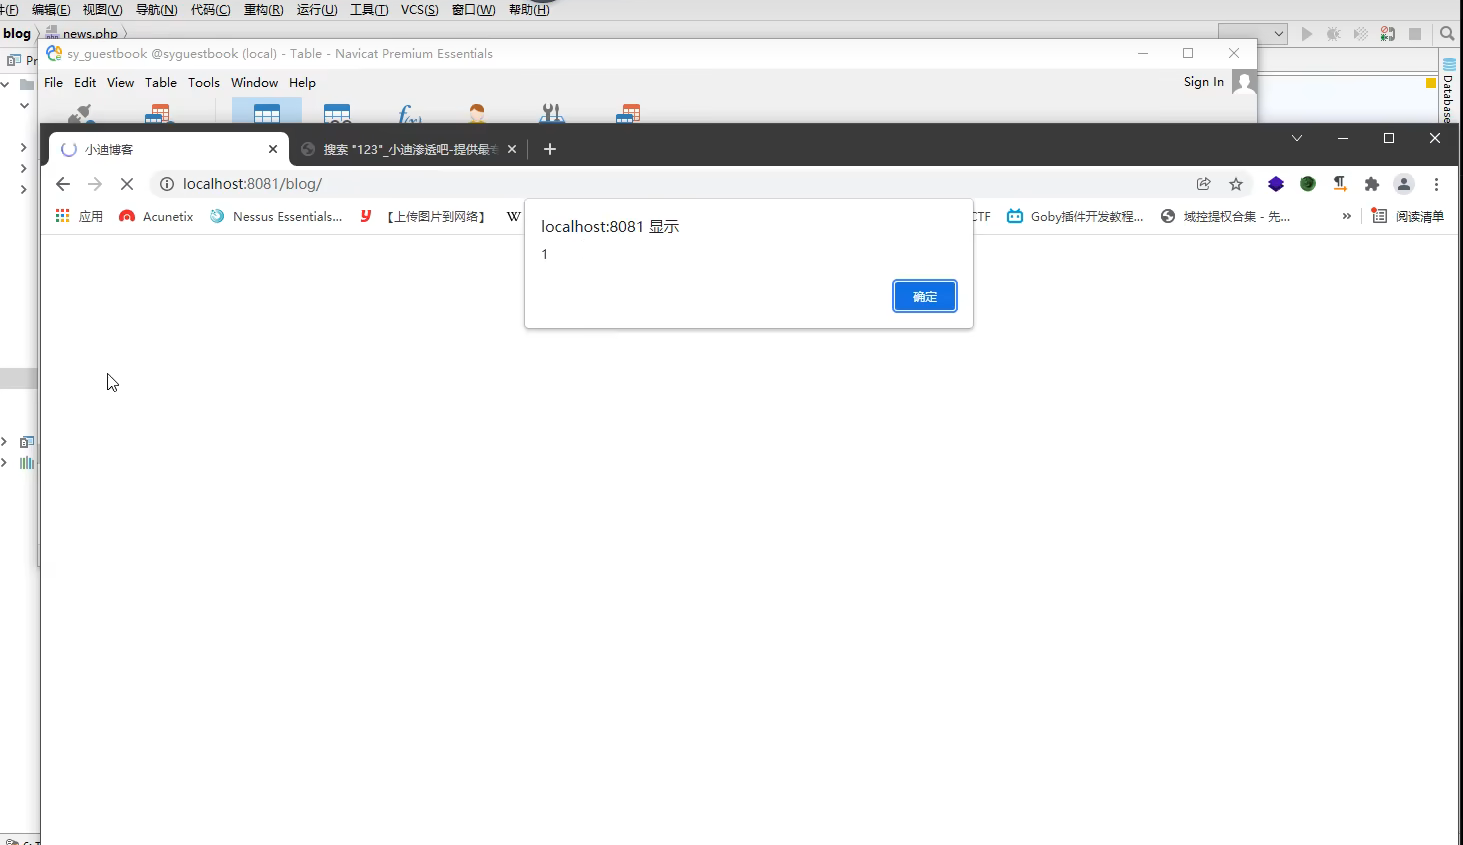 编辑(E) 视图(V) 导航(N) 代码(C) 重构(R) 运行(U) 工具(T) VCS(S) 窗口(W) 帮助(H)
blog news.php
sy_guestbook @syguestbook (local) - Table - Navicat Premium Essentials
File Edit View Table Tools Window Help
Sign In
Database
小迪博客
搜索 "123"_小迪渗透吧-提供最专
localhost:8081/blog/
应用 Acunetix Nessus Essentials... 【上传图片到网络】 W CTF Goby插件开发教程... 域控提权合集 - 先... » 阅读清单
localhost:8081 显示
1
确定